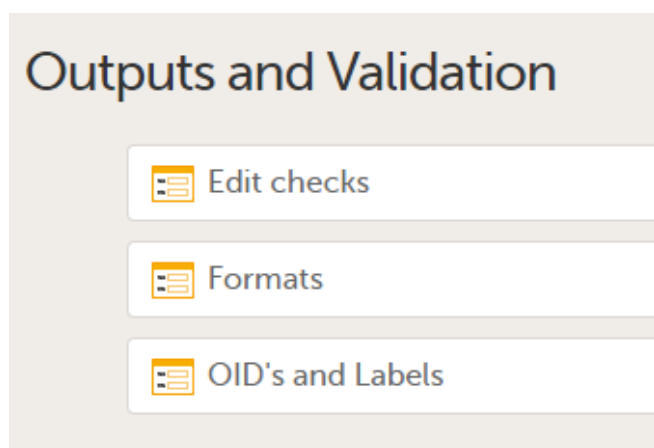 Outputs and Validation
Edit checks
Formats
OID's and Labels